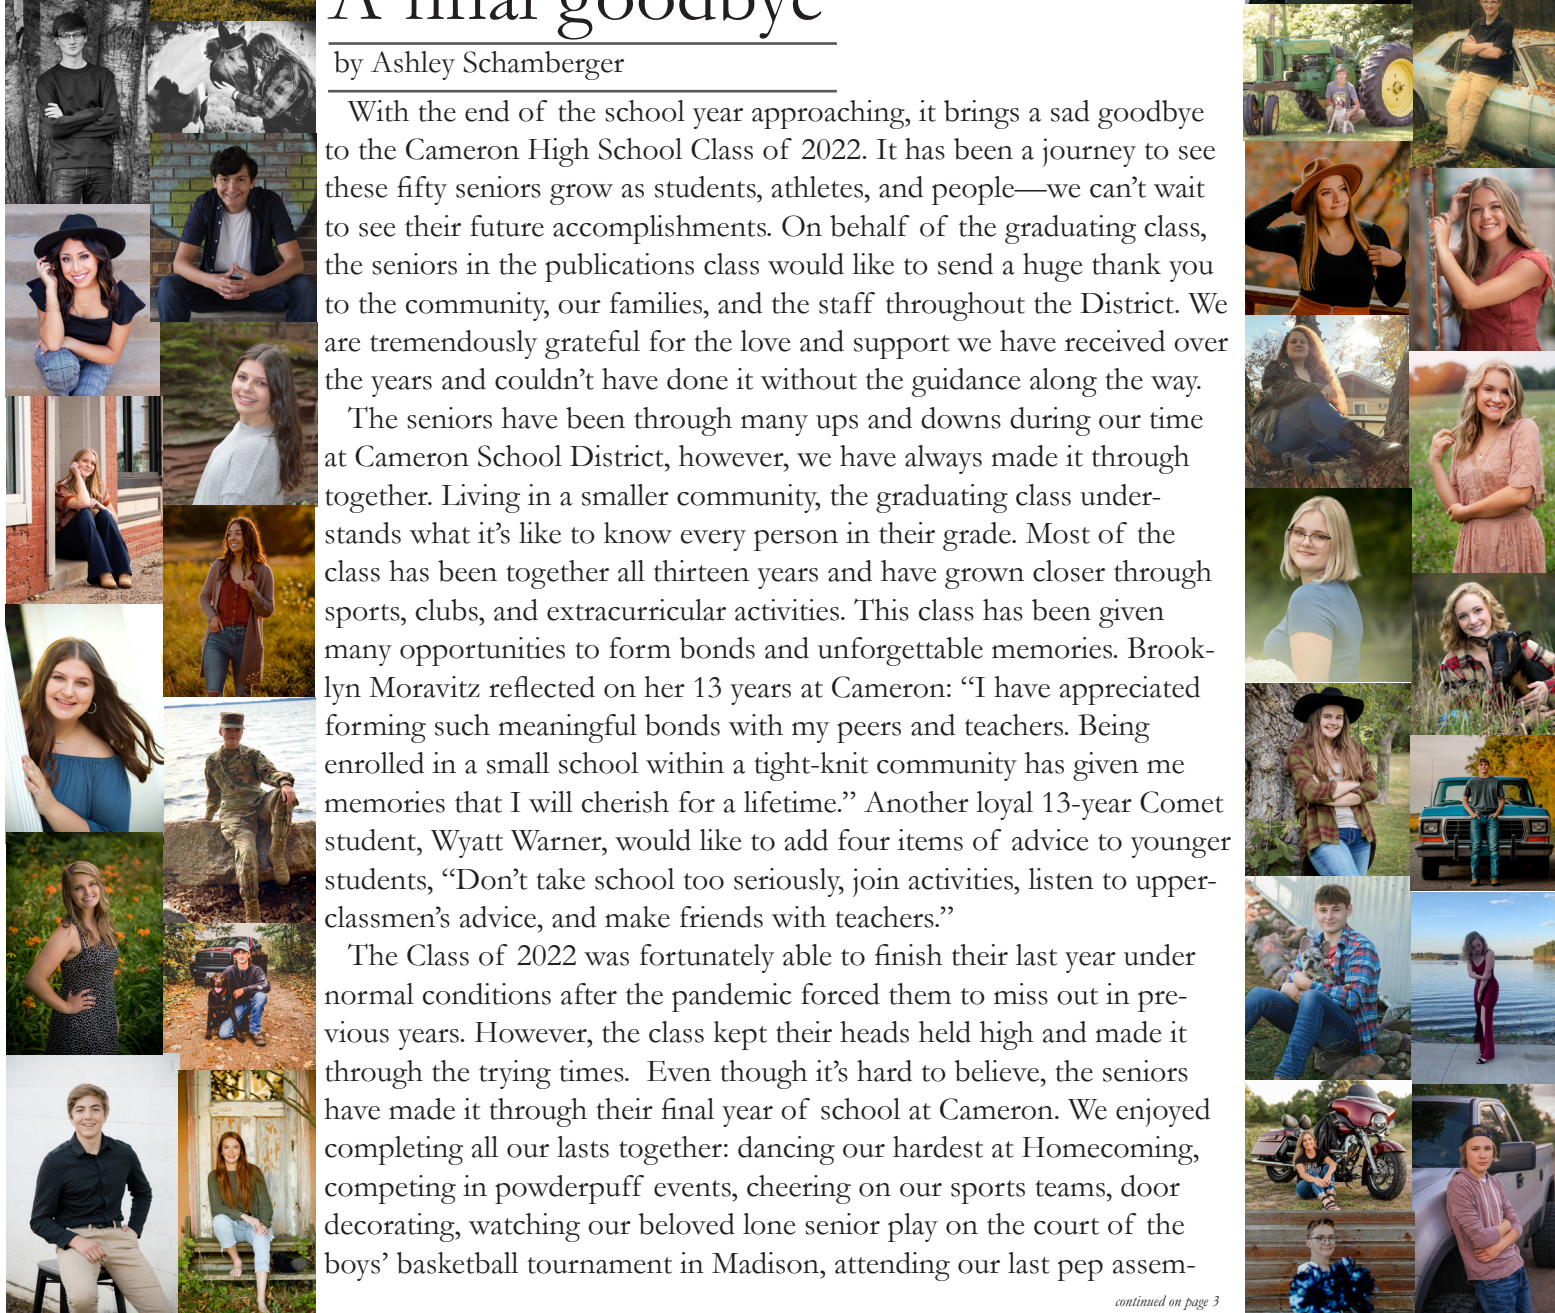 A final goodbye
by Ashley Schamberger
With the end of the school year approaching, it brings a sad goodbye
to the Cameron High School Class of 2022. It has been a journey to see
these fifty seniors grow as students, athletes, and people—we can’t wait
to see their future accomplishments. On behalf of the graduating class,
the seniors in the publications class would like to send a huge thank you
to the community, our families, and the staff throughout the District. We
are tremendously grateful for the love and support we have received over
the years and couldn’t have done it without the guidance along the way.
The seniors have been through many ups and downs during our time
at Cameron School District, however, we have always made it through
together. Living in a smaller community, the graduating class under-
stands what it’s like to know every person in their grade. Most of the
class has been together all thirteen years and have grown closer through
sports, clubs, and extracurricular activities. This class has been given
many opportunities to form bonds and unforgettable memories. Brook-
lyn Moravitz reflected on her 13 years at Cameron: “I have appreciated
forming such meaningful bonds with my peers and teachers. Being
enrolled in a small school within a tight-knit community has given me
memories that I will cherish for a lifetime.” Another loyal 13-year Comet
student, Wyatt Warner, would like to add four items of advice to younger
students, “Don’t take school too seriously, join activities, listen to upper-
classmen’s advice, and make friends with teachers.”
The Class of 2022 was fortunately able to finish their last year under
normal conditions after the pandemic forced them to miss out in pre-
vious years. However, the class kept their heads held high and made it
through the trying times.  Even though it’s hard to believe, the seniors
have made it through their final year of school at Cameron. We enjoyed
completing all our lasts together: dancing our hardest at Homecoming,
competing in powderpuff events, cheering on our sports teams, door
decorating, watching our beloved lone senior play on the court of the
boys’ basketball tournament in Madison, attending our last pep assem-
continued on page 3